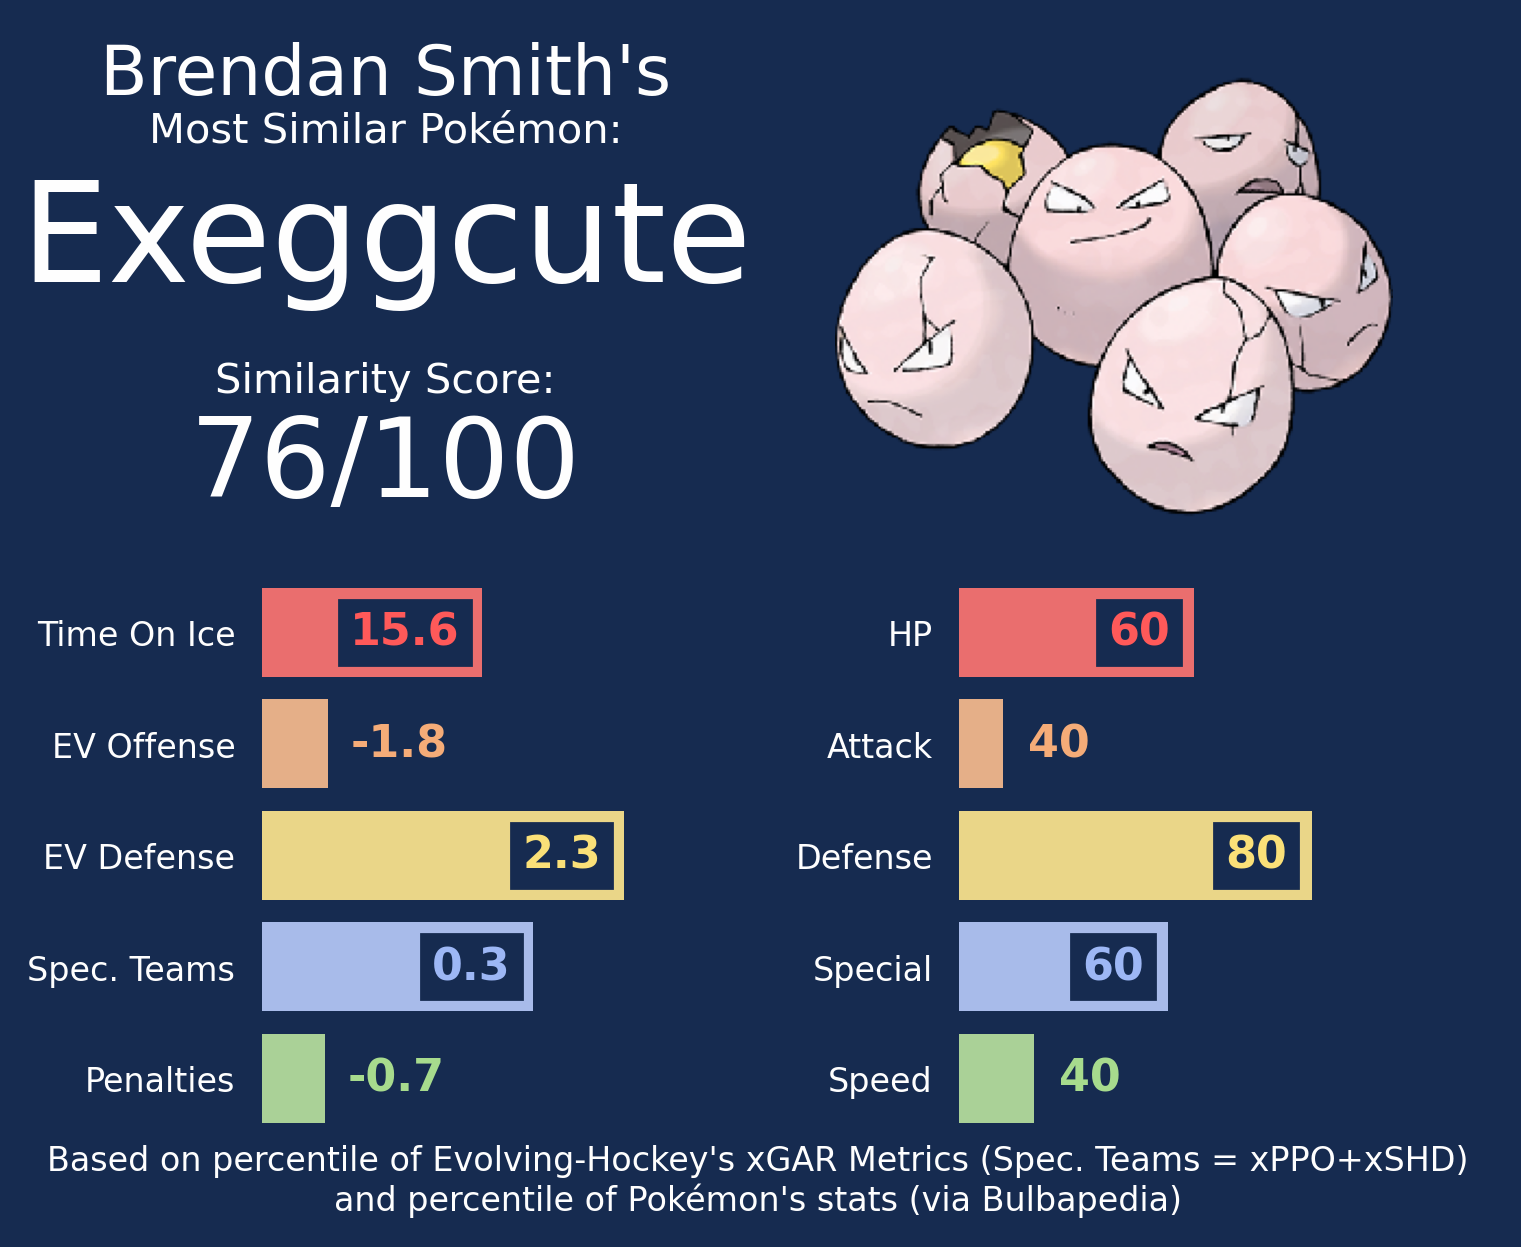 Brendan Smith's
Most Similar Pokémon:
Exeggcute
Similarity Score:
76/100
Time On Ice 15.6
EV Offense -1.8
EV Defense 2.3
Spec. Teams 0.3
Penalties -0.7
HP 60
Attack 40
Defense 80
Special 60
Speed 40
Based on percentile of Evolving-Hockey's xGAR Metrics (Spec. Teams = xPPO+xSHD)
and percentile of Pokémon's stats (via Bulbapedia)